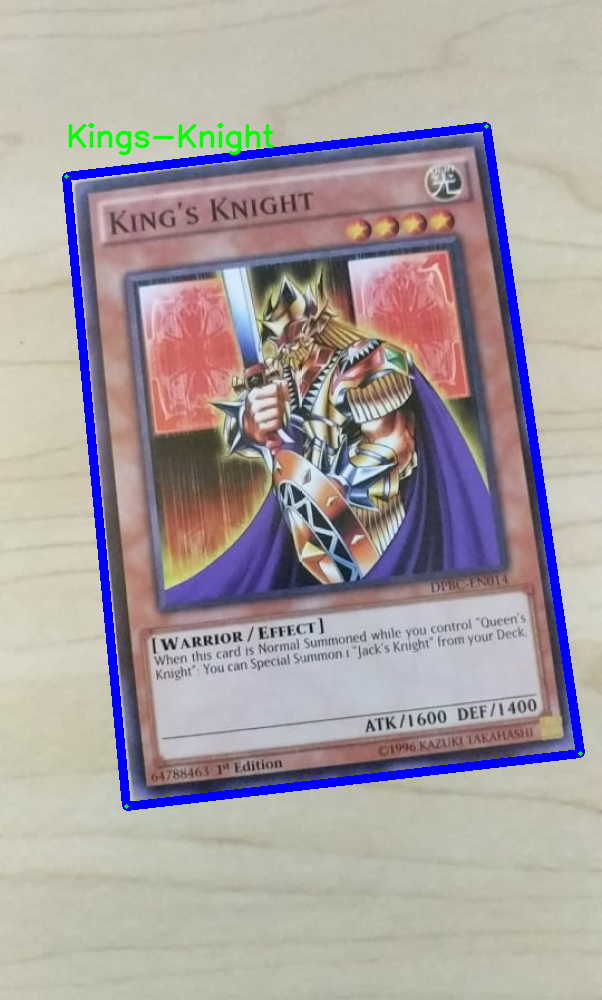 Kings-Knight
KING'S KNIGHT
LIGHT
光
DPBC-EN014
[WARRIOR / EFFECT]
When this card is Normal Summoned while you control "Queen's
Knight": You can Special Summon 1 "Jack's Knight" from your Deck.
ATK/1600 DEF/1400
64788463 1st Edition
©1996 KAZUKI TAKAHASHI